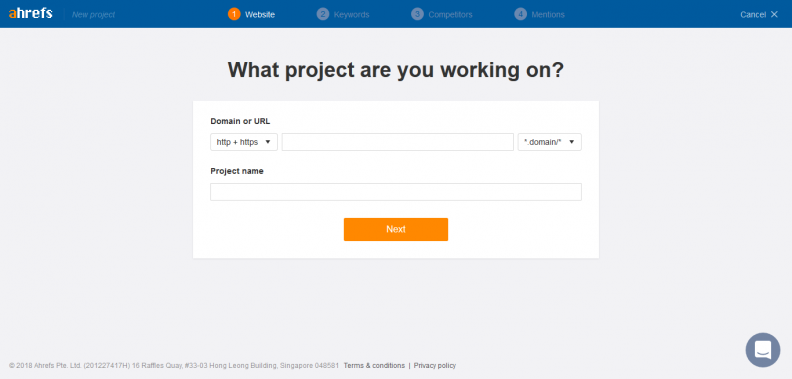 ahrefs New project 1 Website 2 Keywords 3 Competitors 4 Mentions Cancel
What project are you working on?
Domain or URL
http + https *.domain/*
Project name
Next
© 2018 Ahrefs Pte. Ltd. (201227417H) 16 Raffles Quay, #33-03 Hong Leong Building, Singapore 048581 Terms & conditions | Privacy policy